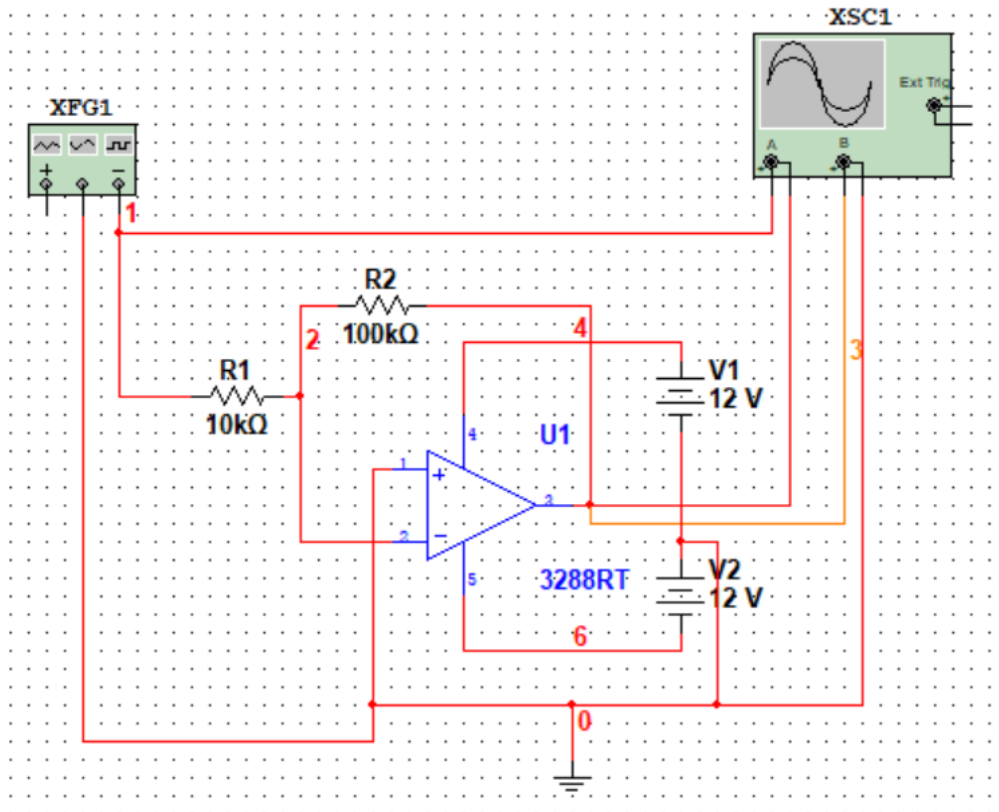 XSC1
Ext Trig
+
A
B
+
+
XFG1
+
−
1
R2
100kΩ
2
4
3
R1
10kΩ
V1
12 V
4
U1
1
+
3
2
−
5
3288RT
V2
12 V
6
0